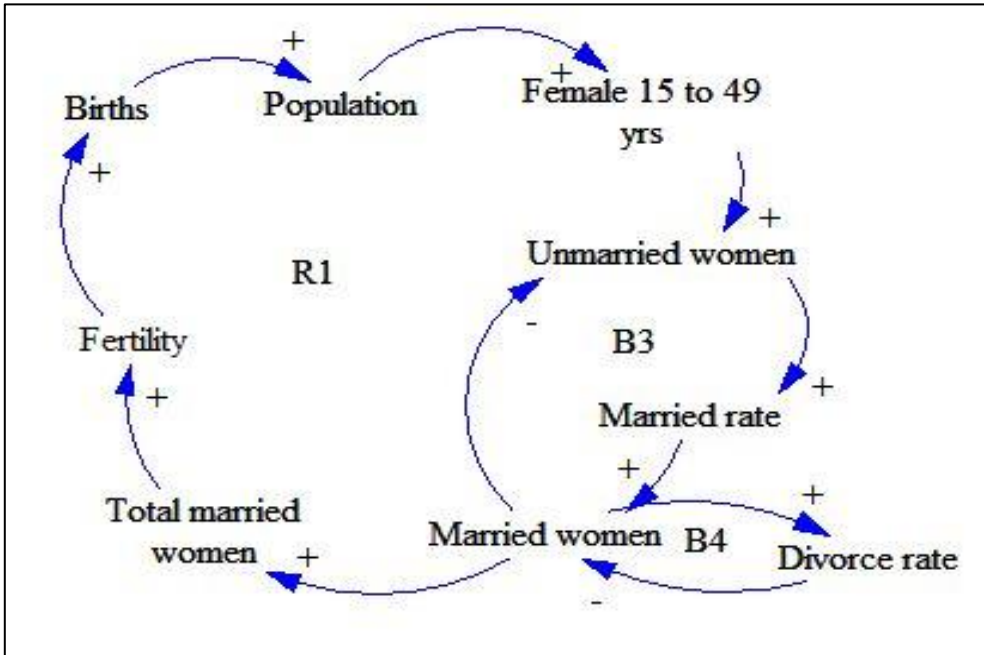 +
Births
Population
+
Female 15 to 49
yrs
+
+
Unmarried women
R1
-
B3
Fertility
+
+
Married rate
+
+
Total married
women
Married women
B4
Divorce rate
+
-